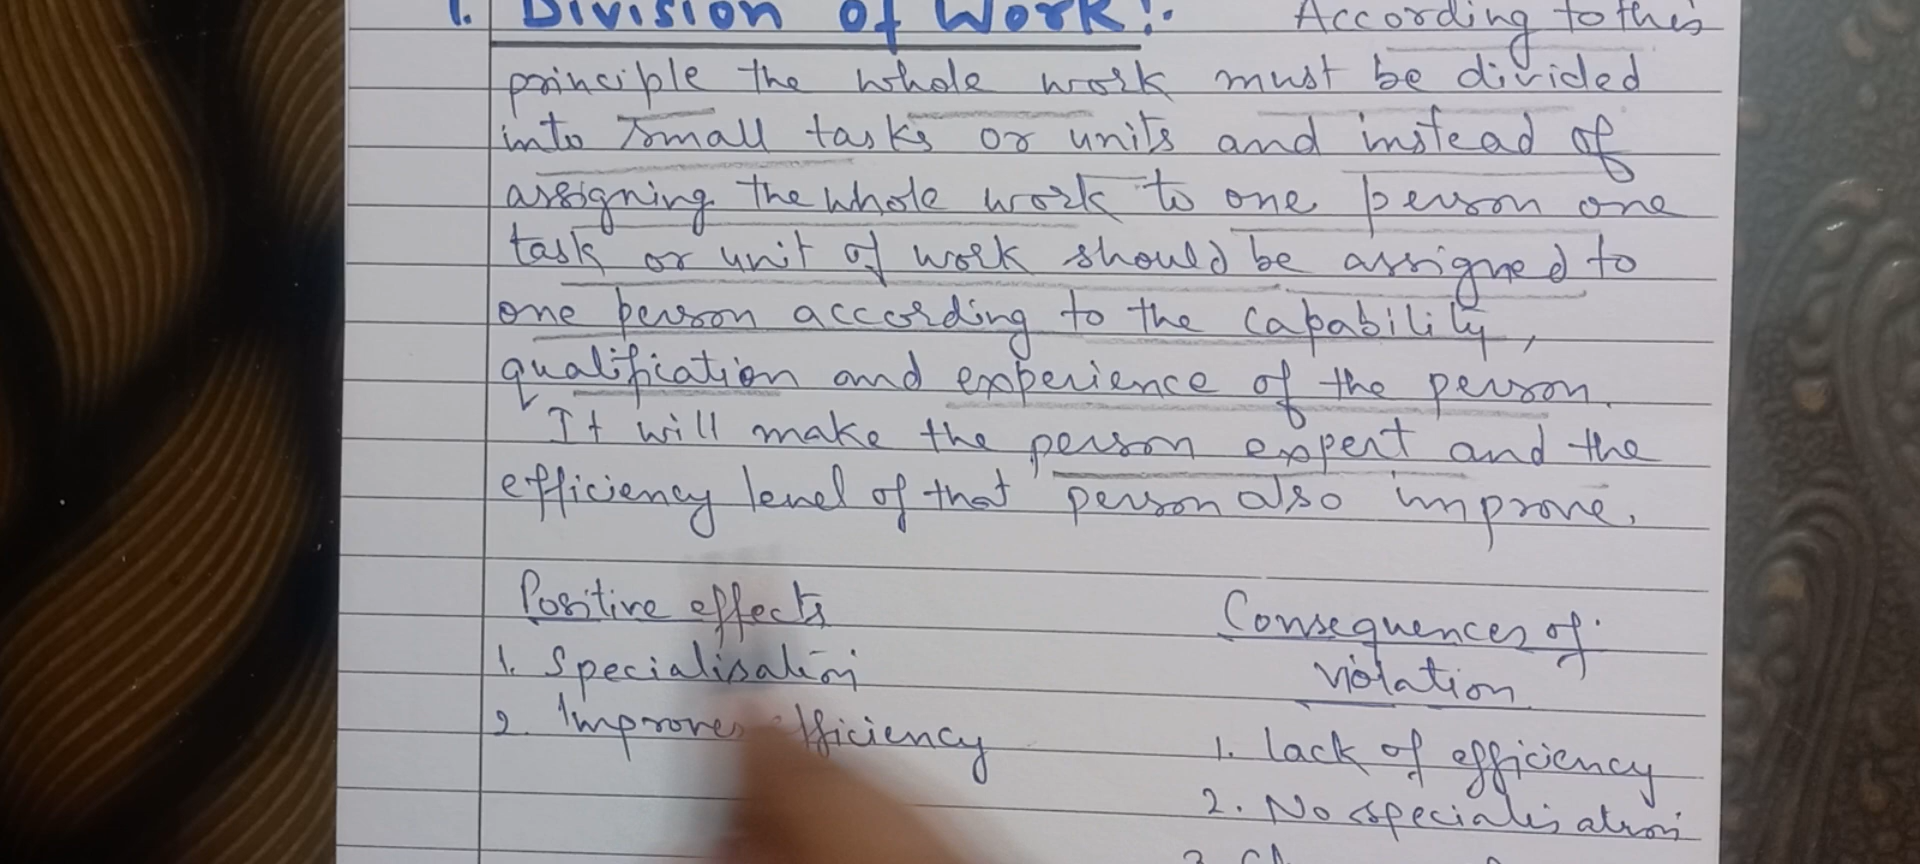 1. Division of Work:. According to this
principle the whole work must be divided
into small tasks or units and instead of
assigning the whole work to one person one
task or unit of work should be assigned to
one person according to the capability,
qualification and experience of the person.
It will make the person expert and the
efficiency level of that person also improve.
Positive effects
1. Specialisation
2. Improves efficiency
Consequences of
violation
1. lack of efficiency
2. No specialisation
3.